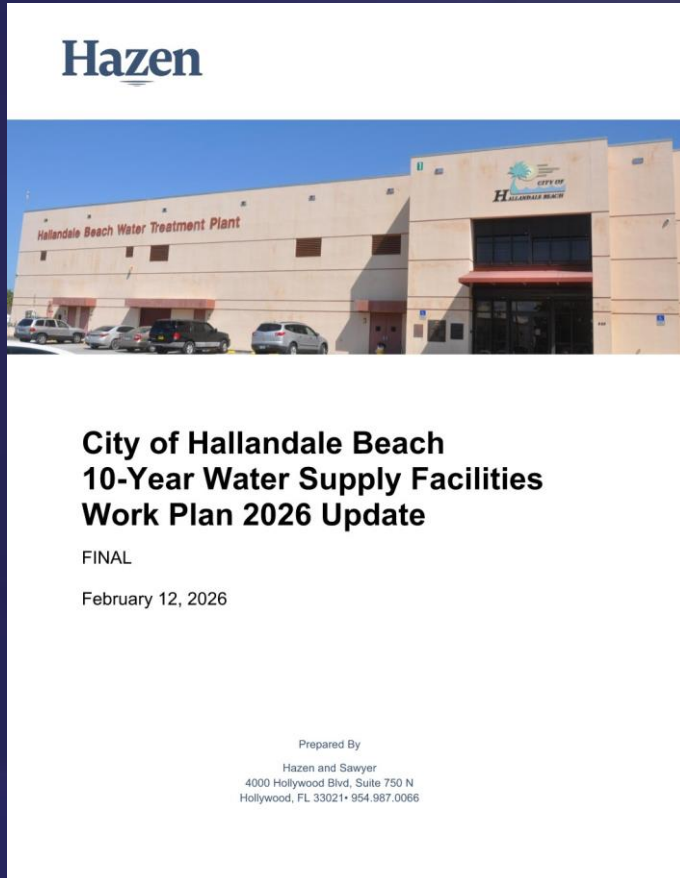 Hazen
Hallandale Beach Water Treatment Plant
CITY OF
HALLANDALE BEACH
City of Hallandale Beach
10-Year Water Supply Facilities
Work Plan 2026 Update
FINAL
February 12, 2026
Prepared By
Hazen and Sawyer
4000 Hollywood Blvd, Suite 750 N
Hollywood, FL 33021• 954.987.0066